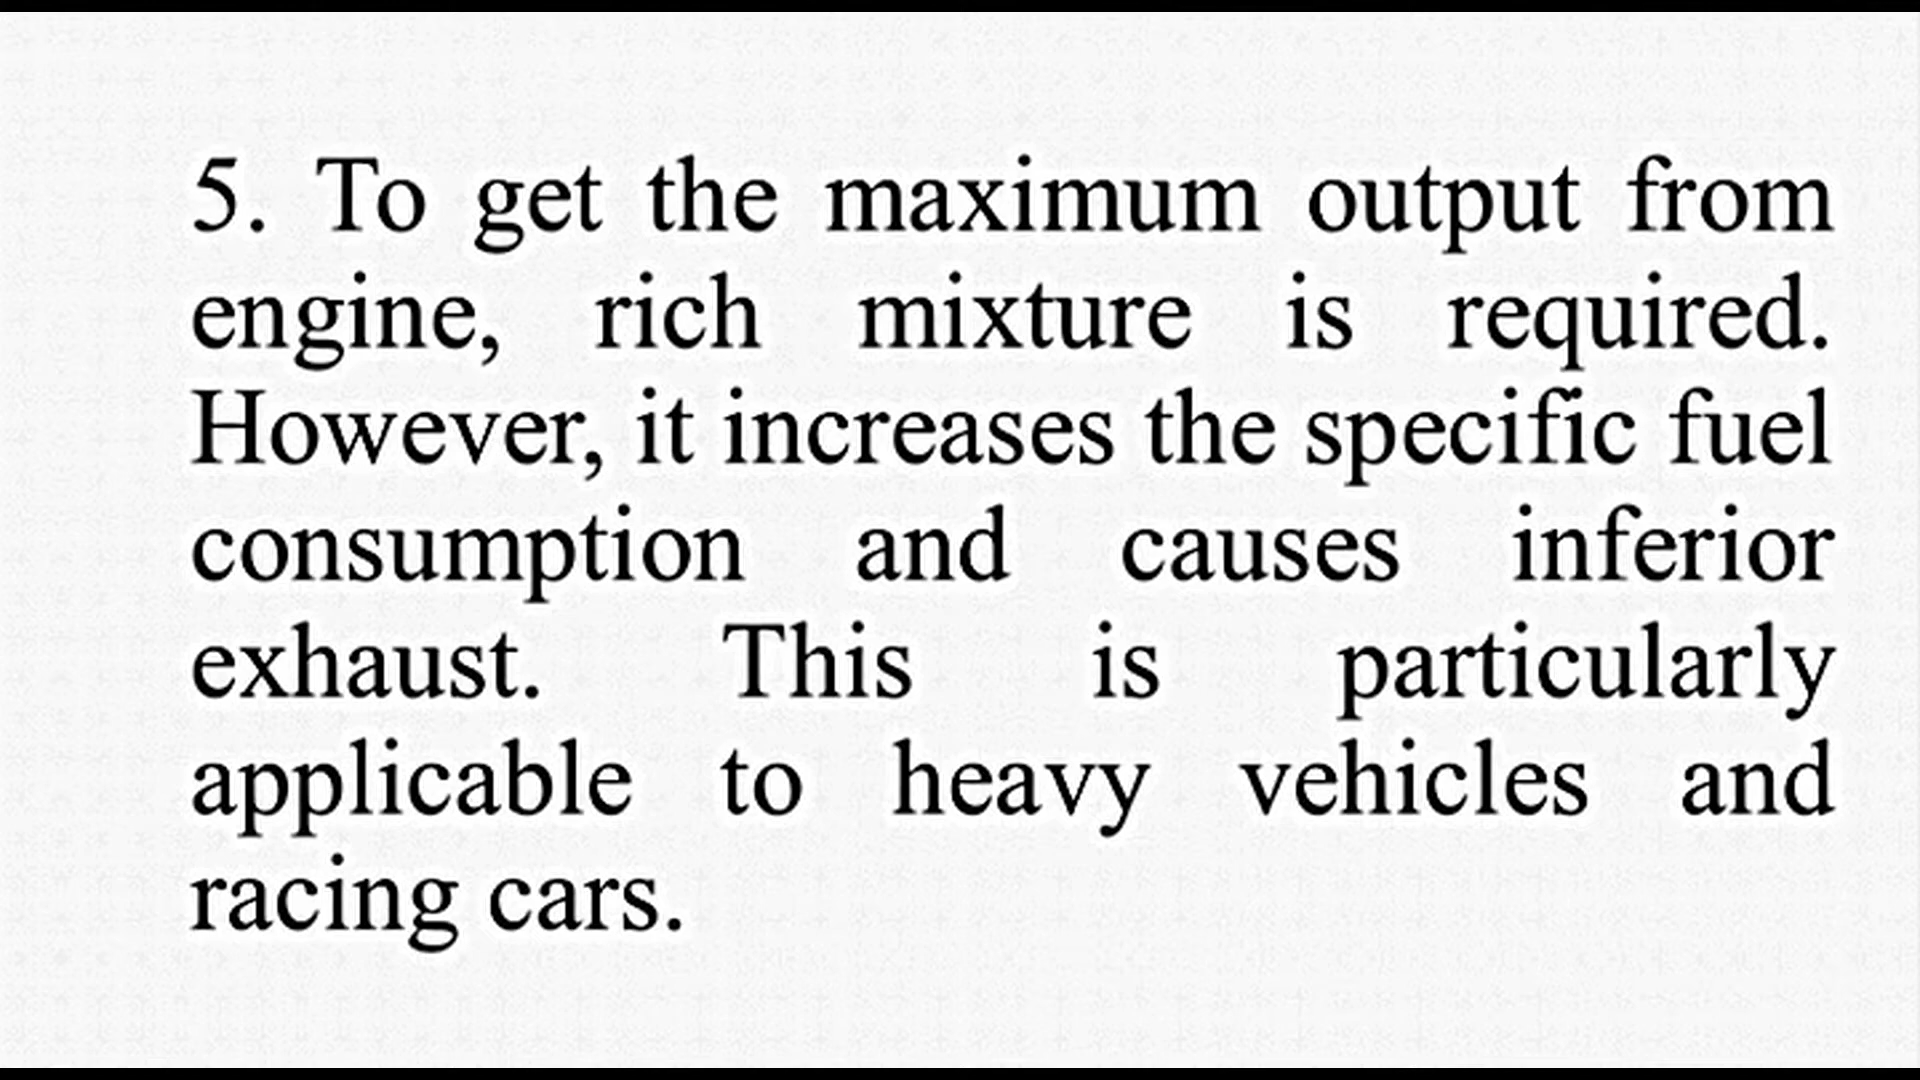 5. To get the maximum output from
engine, rich mixture is required.
However, it increases the specific fuel
consumption and causes inferior
exhaust. This is particularly
applicable to heavy vehicles and
racing cars.